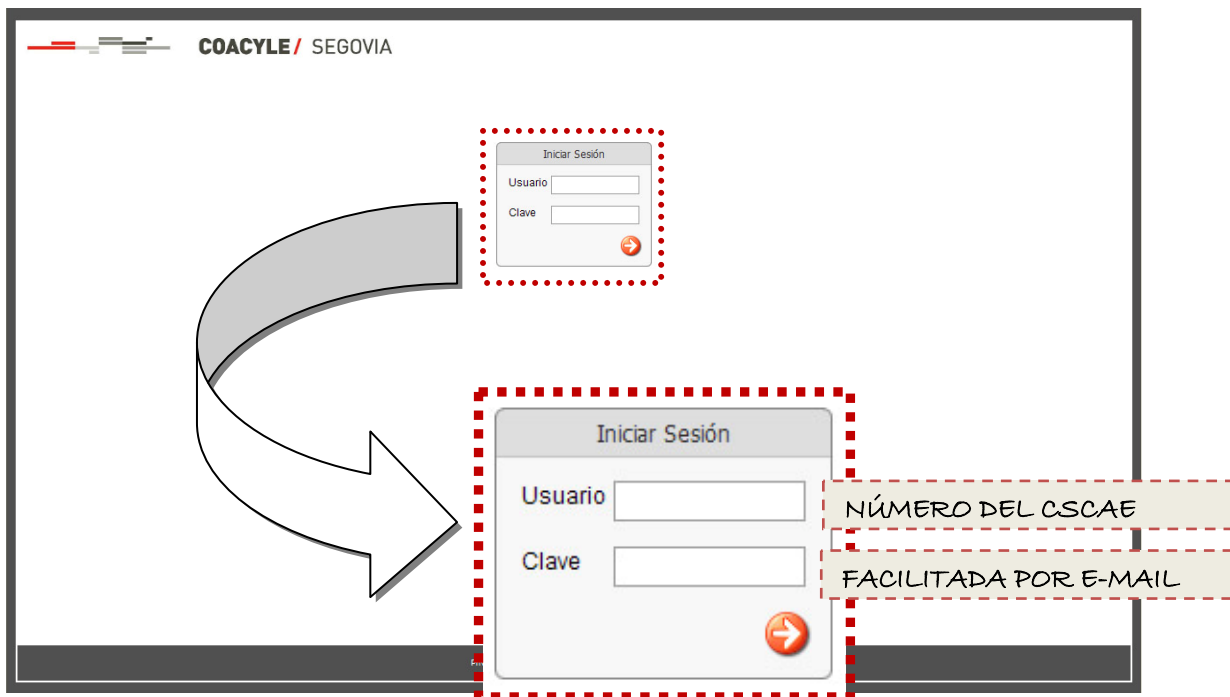 COACYLE/ SEGOVIA
Iniciar Sesión
Usuario
Clave
Iniciar Sesión
Usuario
NÚMERO DEL CSCAE
Clave
FACILITADA POR E-MAIL